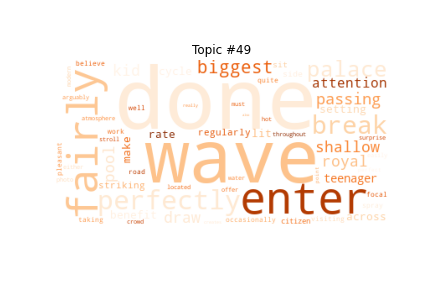 Topic #49
biggest
palace
kid
cycle
sit
believe
quite
attention
done
passing
arguably
setting
atmosphere
well
must
hot
break
fairly
work
rate
regularly
lit
throughout
surprise
stroll
make
wave
shallow
pleasant
pool
royal
road
water
teenager
striking
located
offer
enter
focal
perfectly
benefit
draw
across
taking
crowd
occasionally
citizen